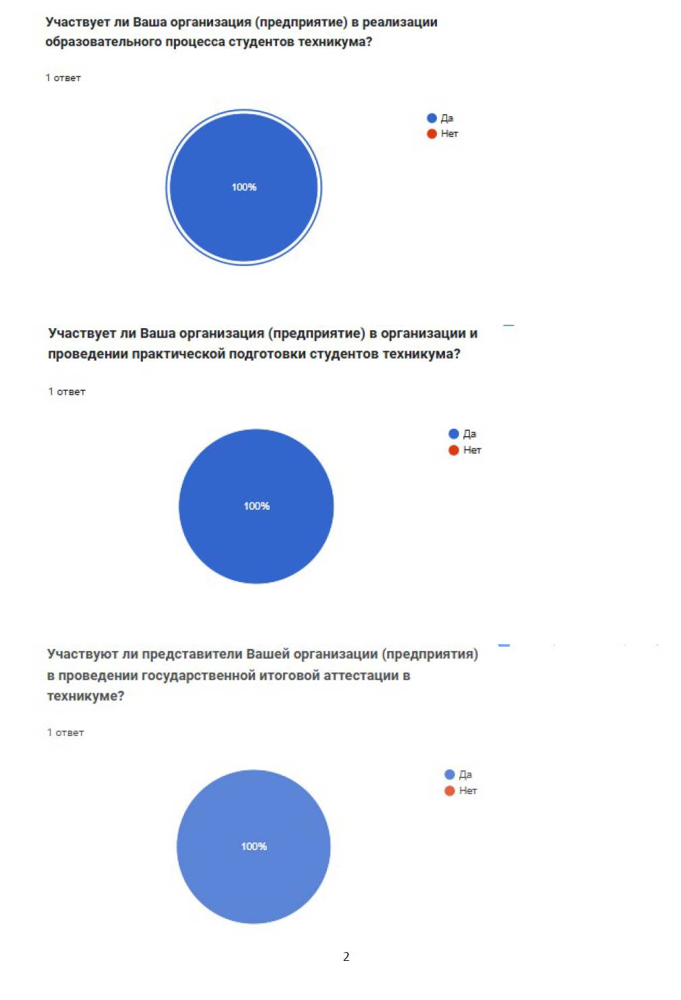 Участвует ли Ваша организация (предприятие) в реализации
образовательного процесса студентов техникума?
1 ответ
Да
Нет
100%
Участвует ли Ваша организация (предприятие) в организации и
проведении практической подготовки студентов техникума?
1 ответ
Да
Нет
100%
Участвуют ли представители Вашей организации (предприятия)
в проведении государственной итоговой аттестации в
техникуме?
1 ответ
Да
Нет
100%
2